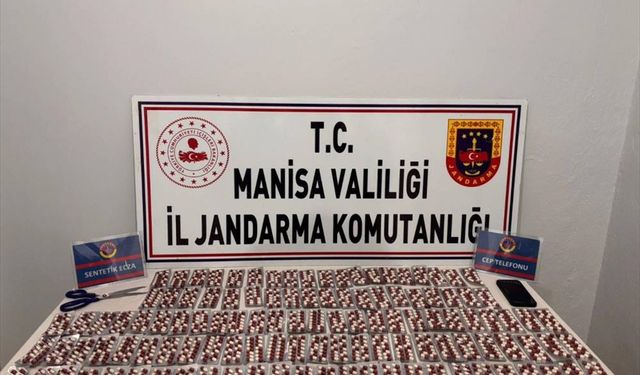 T.C.
MANİSA VALİLİĞİ
İL JANDARMA KOMUTANLIĞI
JANDARMA
SENTETİK ECZA
CEP TELEFONU